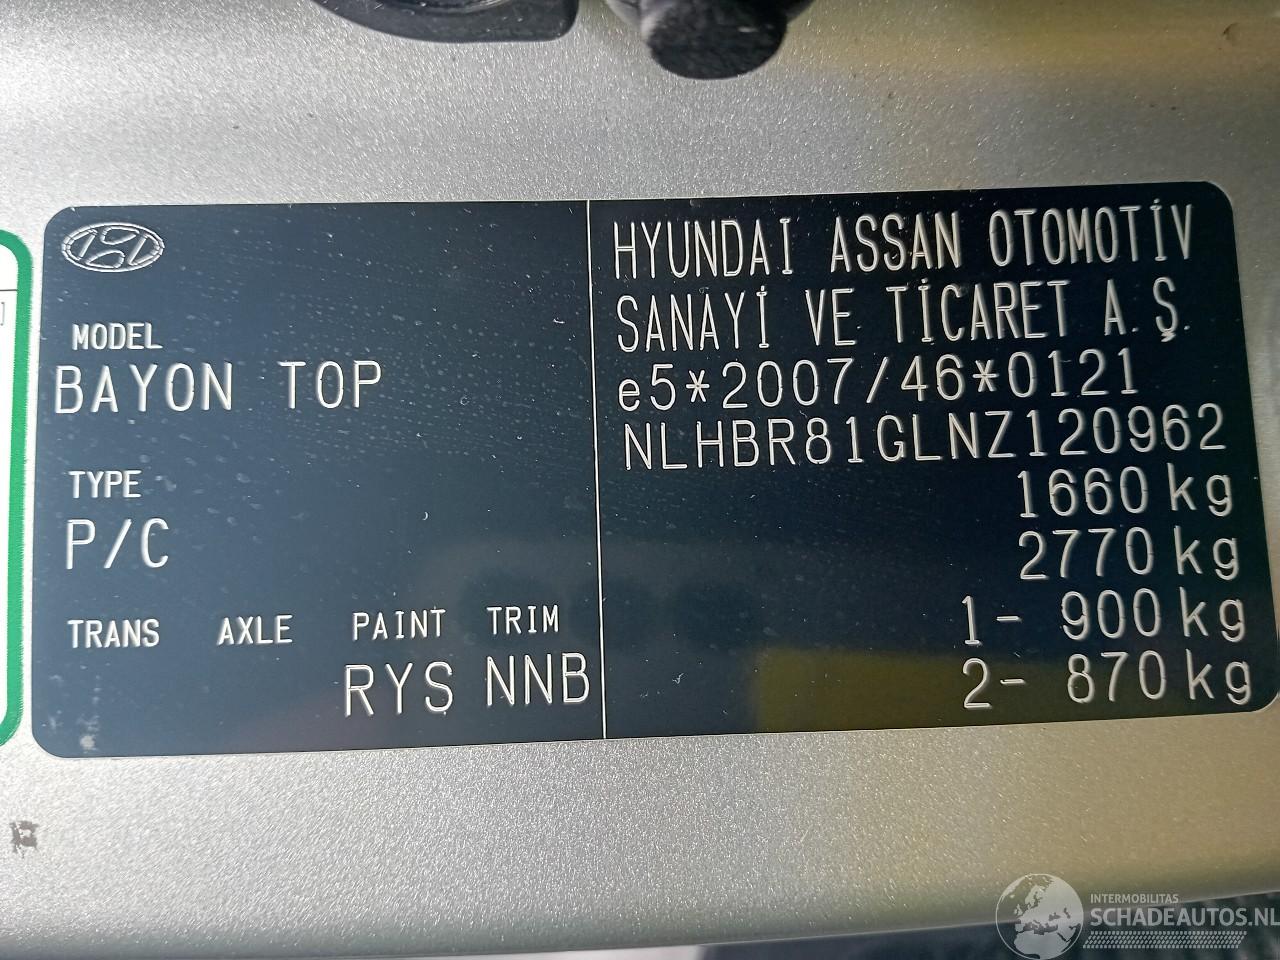 MODEL
BAYON TOP
TYPE
P/C
TRANS AXLE PAINT TRIM
RYS NNB
HYUNDAI ASSAN OTOMOTİV
SANAYİ VE TİCARET A.Ş.
e5*2007/46*0121
NLHBR81GLNZ120962
1660 kg
2770 kg
1- 900 kg
2- 870 kg
INTERMOBILITAS
SCHADEAUTOS.NL